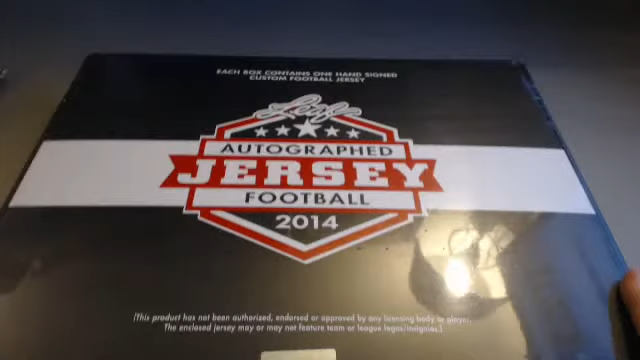 EACH BOX CONTAINS ONE HAND SIGNED
CUSTOM FOOTBALL JERSEY
Leaf
AUTOGRAPHED
JERSEY
FOOTBALL
2014
(This product has not been authorized, endorsed or approved by any licensing body or player.
The enclosed jersey may or may not feature team or league logos/insignias.)